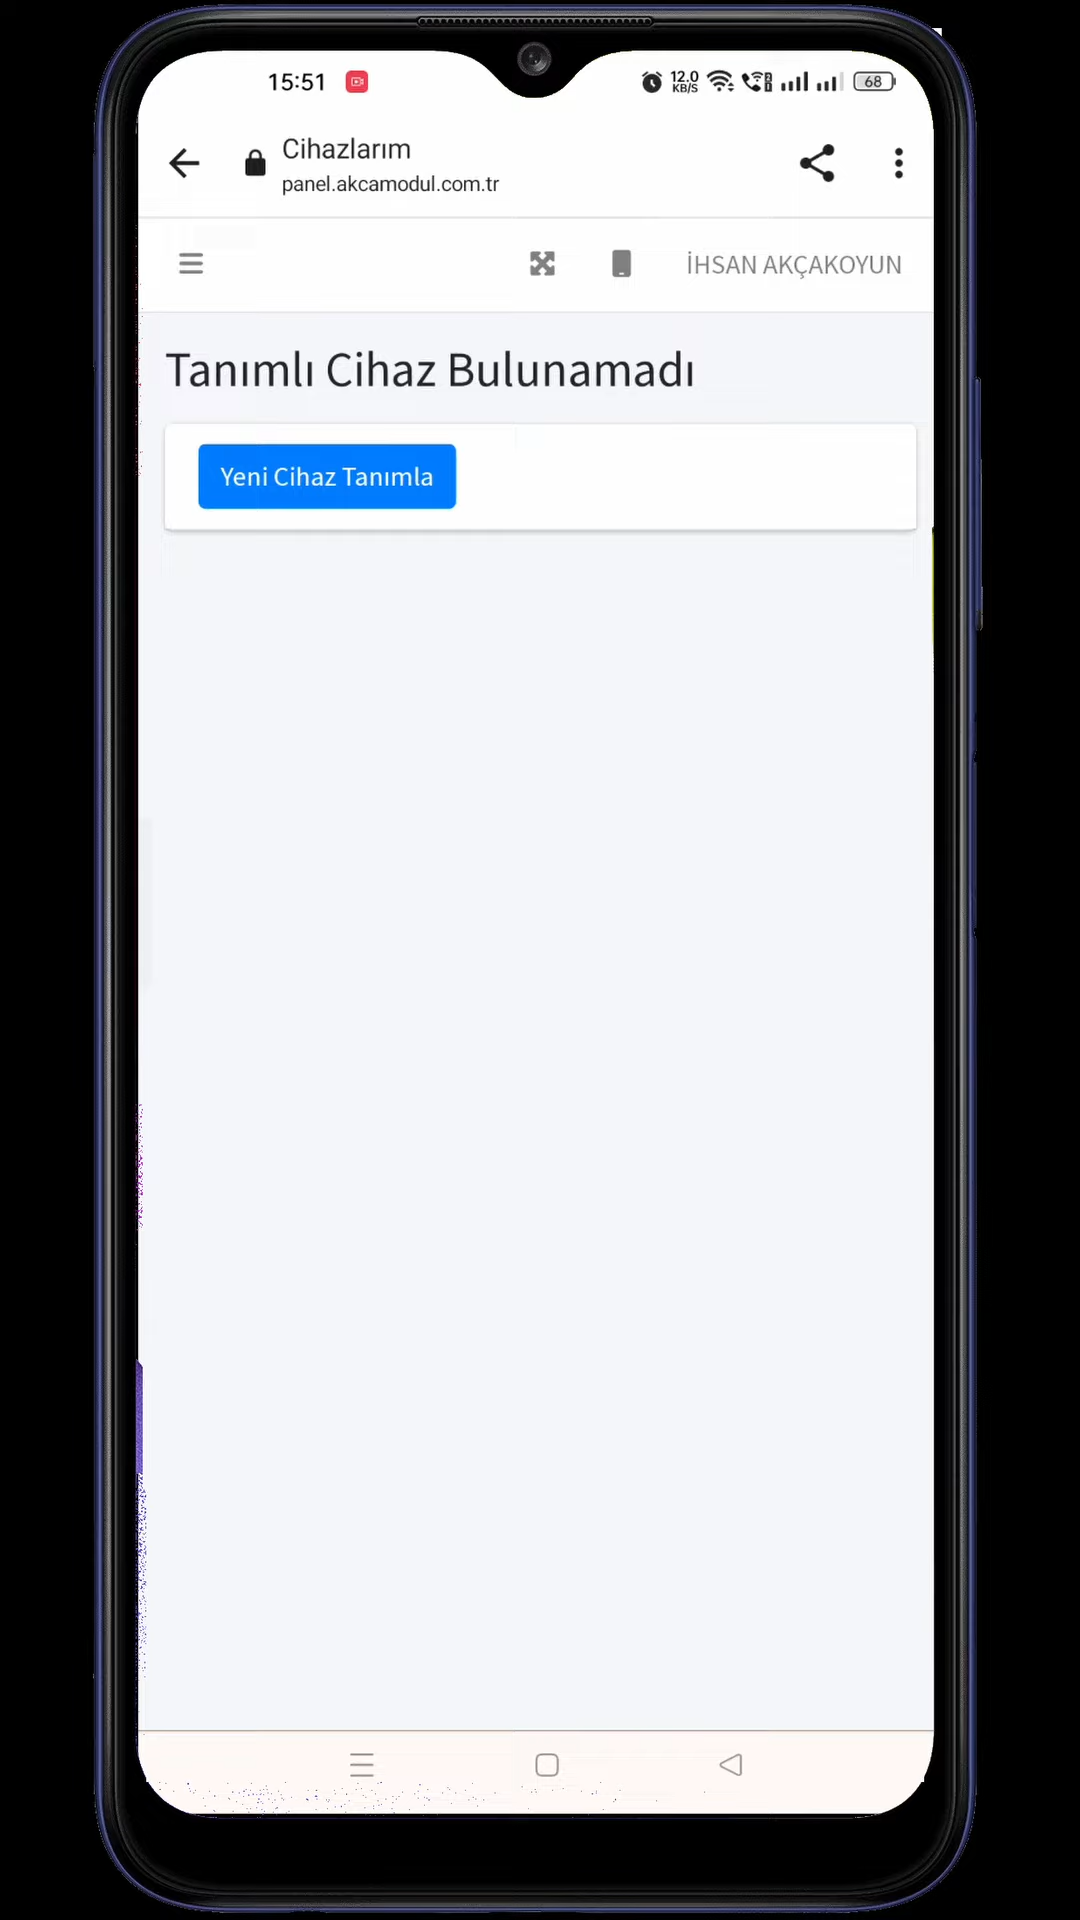 15:51
12.0
KB/S
68
Cihazlarım
panel.akcamodul.com.tr
İHSAN AKÇAKOYUN
Tanımlı Cihaz Bulunamadı
Yeni Cihaz Tanımla